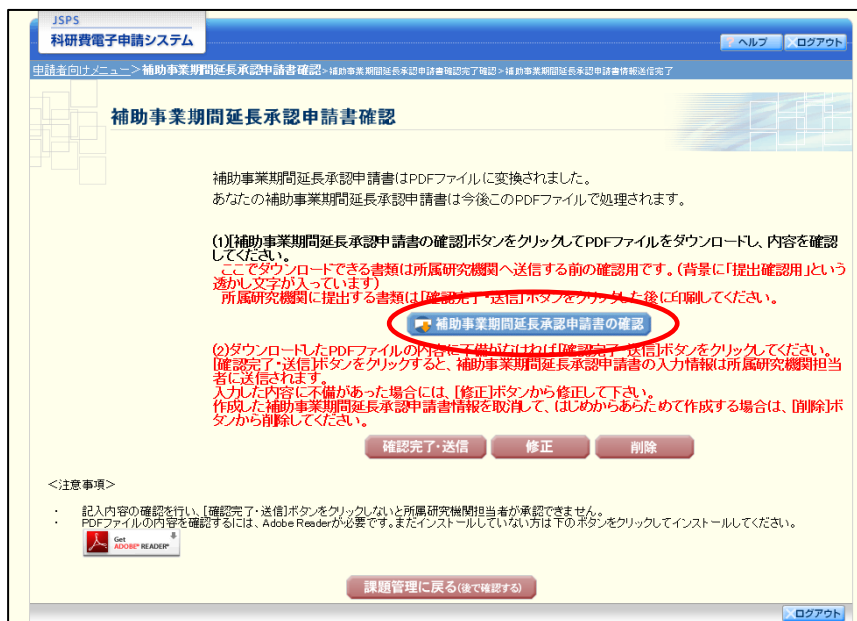 JSPS
科研費電子申請システム
ヘルプ
ログアウト
申請者向けメニュー>補助事業期間延長承認申請書確認>補助事業期間延長承認申請書確認完了確認>補助事業期間延長承認申請書情報送信完了
補助事業期間延長承認申請書確認
補助事業期間延長承認申請書はPDFファイルに変換されました。
あなたの補助事業期間延長承認申請書は今後このPDFファイルで処理されます。
(1)[補助事業期間延長承認申請書の確認]ボタンをクリックしてPDFファイルをダウンロードし、内容を確認
してください。
ここでダウンロードできる書類は所属研究機関へ送信する前の確認用です。(背景に「提出確認用」という
透かし文字が入っています)
所属研究機関に提出する書類は[確認完了・送信]ボタンをクリックした後に印刷してください。
補助事業期間延長承認申請書の確認
(2)ダウンロードしたPDFファイルの内容に不備がなければ[確認完了・送信]ボタンをクリックしてください。
[確認完了・送信]ボタンをクリックすると、補助事業期間延長承認申請書の入力情報は所属研究機関担当
者に送信されます。
入力した内容に不備があった場合には、[修正]ボタンから修正して下さい。
作成した補助事業期間延長承認申請書情報を取消して、はじめからあらためて作成する場合は、[削除]ボ
タンから削除してください。
確認完了・送信
修正
削除
<注意事項>
・ 記入内容の確認を行い、[確認完了・送信]ボタンをクリックしないと所属研究機関担当者が承認できません。
・ PDFファイルの内容を確認するには、Adobe Readerが必要です。まだインストールしていない方は下のボタンをクリックしてインストールしてください。
Get
ADOBE® READER®
課題管理に戻る(後で確認する)
ログアウト